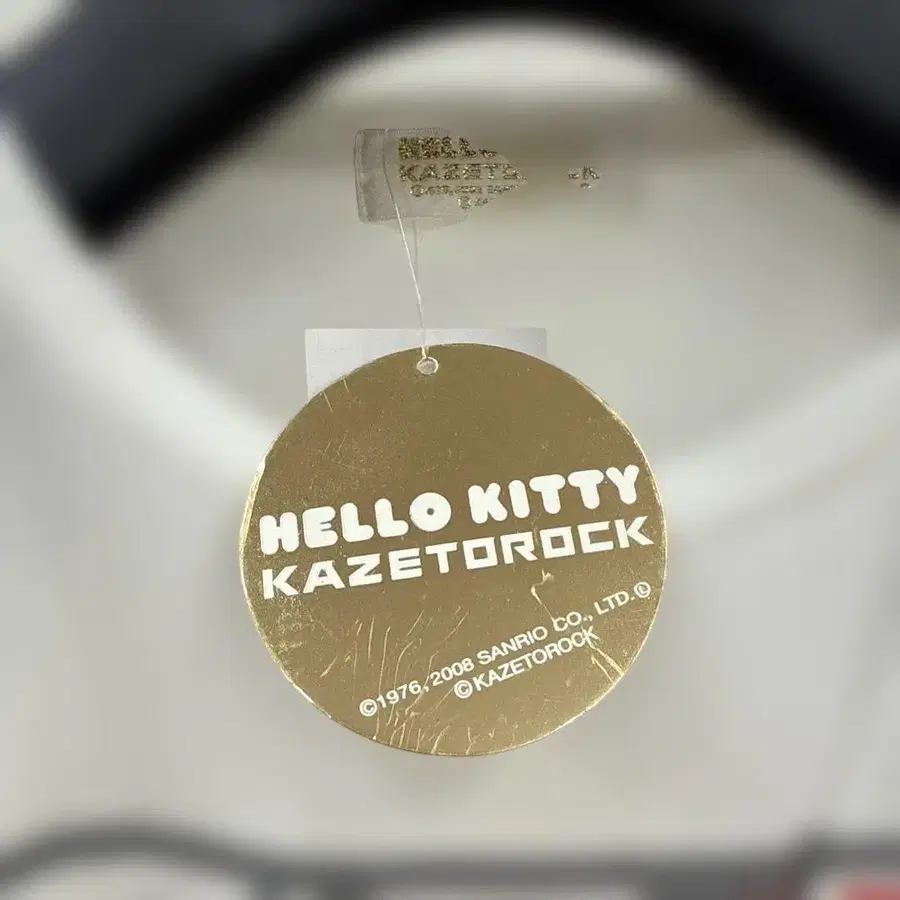 HELLO KITTY
KAZETOROCK
©1976, 2008 SANRIO CO., LTD.Ⓛ
©KAZETOROCK